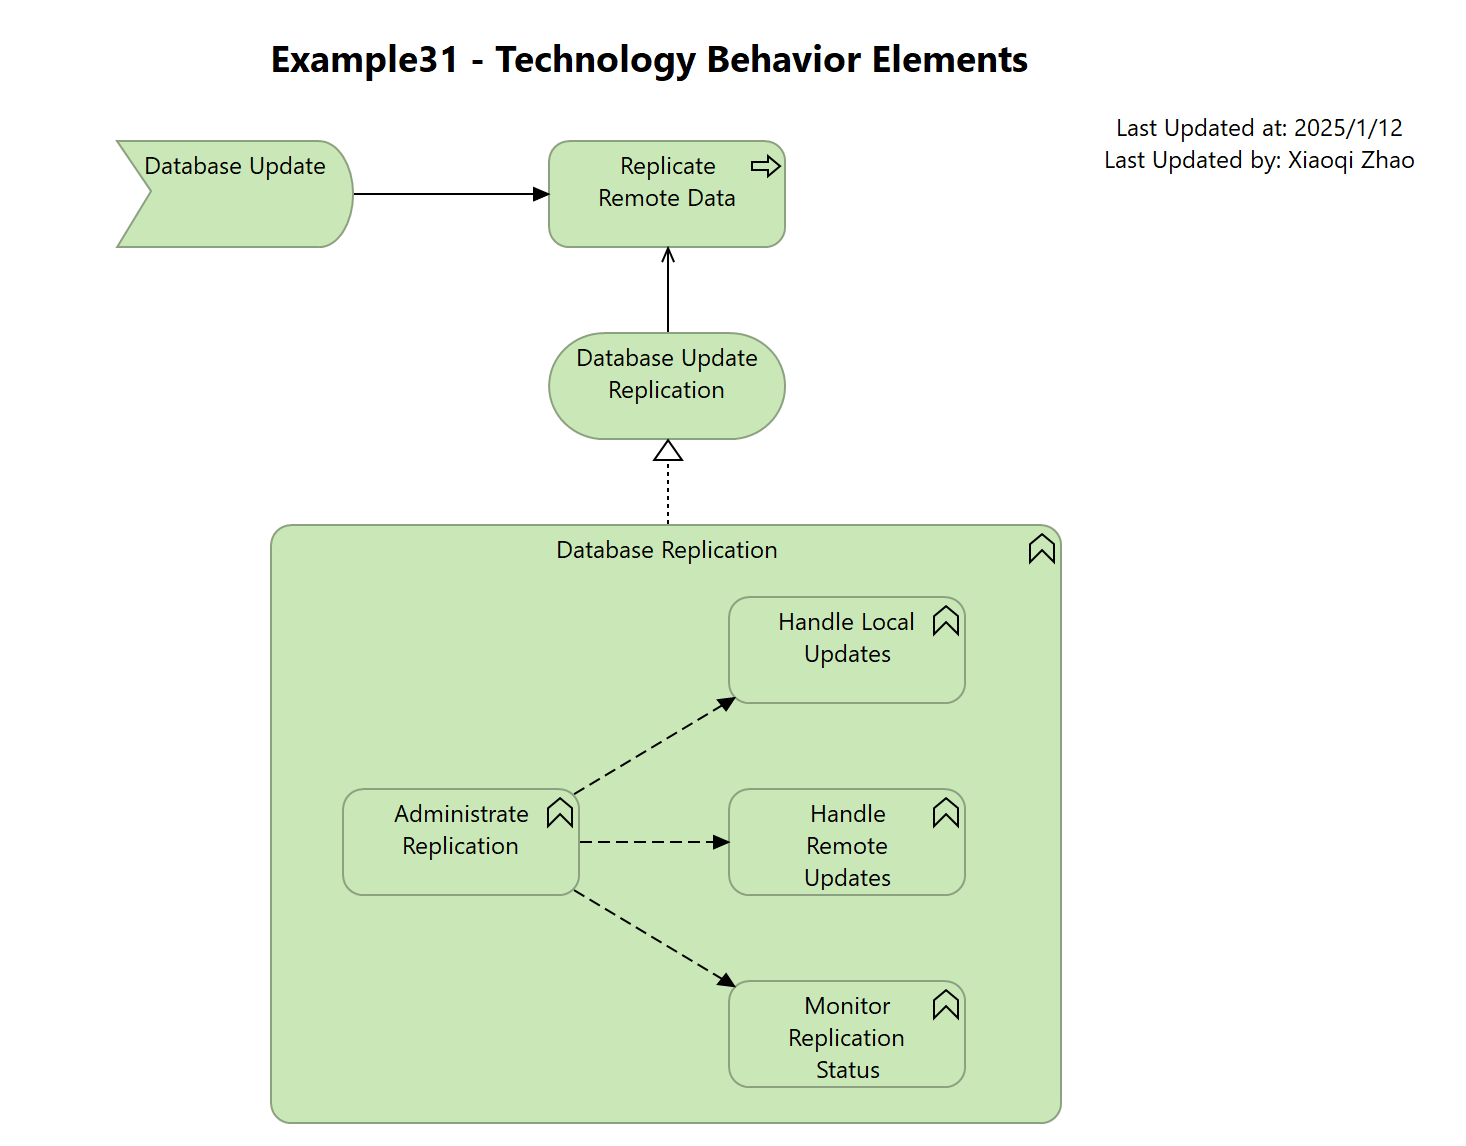 Example31 - Technology Behavior Elements
Last Updated at: 2025/1/12
Last Updated by: Xiaoqi Zhao
Database Update
Replicate
Remote Data
Database Update
Replication
Database Replication
Handle Local
Updates
Administrate
Replication
Handle
Remote
Updates
Monitor
Replication
Status